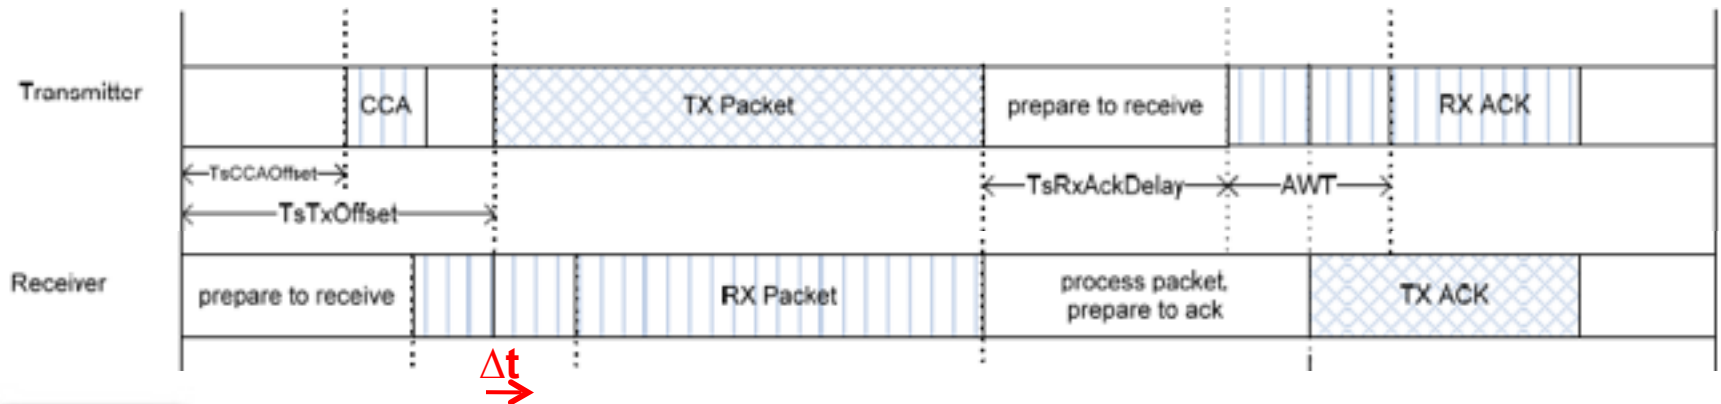 Transmitter
CCA
TX Packet
prepare to receive
RX ACK
TsCCAOffset
TsRxAckDelay
AWT
TsTxOffset
Receiver
prepare to receive
RX Packet
process packet,
prepare to ack
TX ACK
Δt